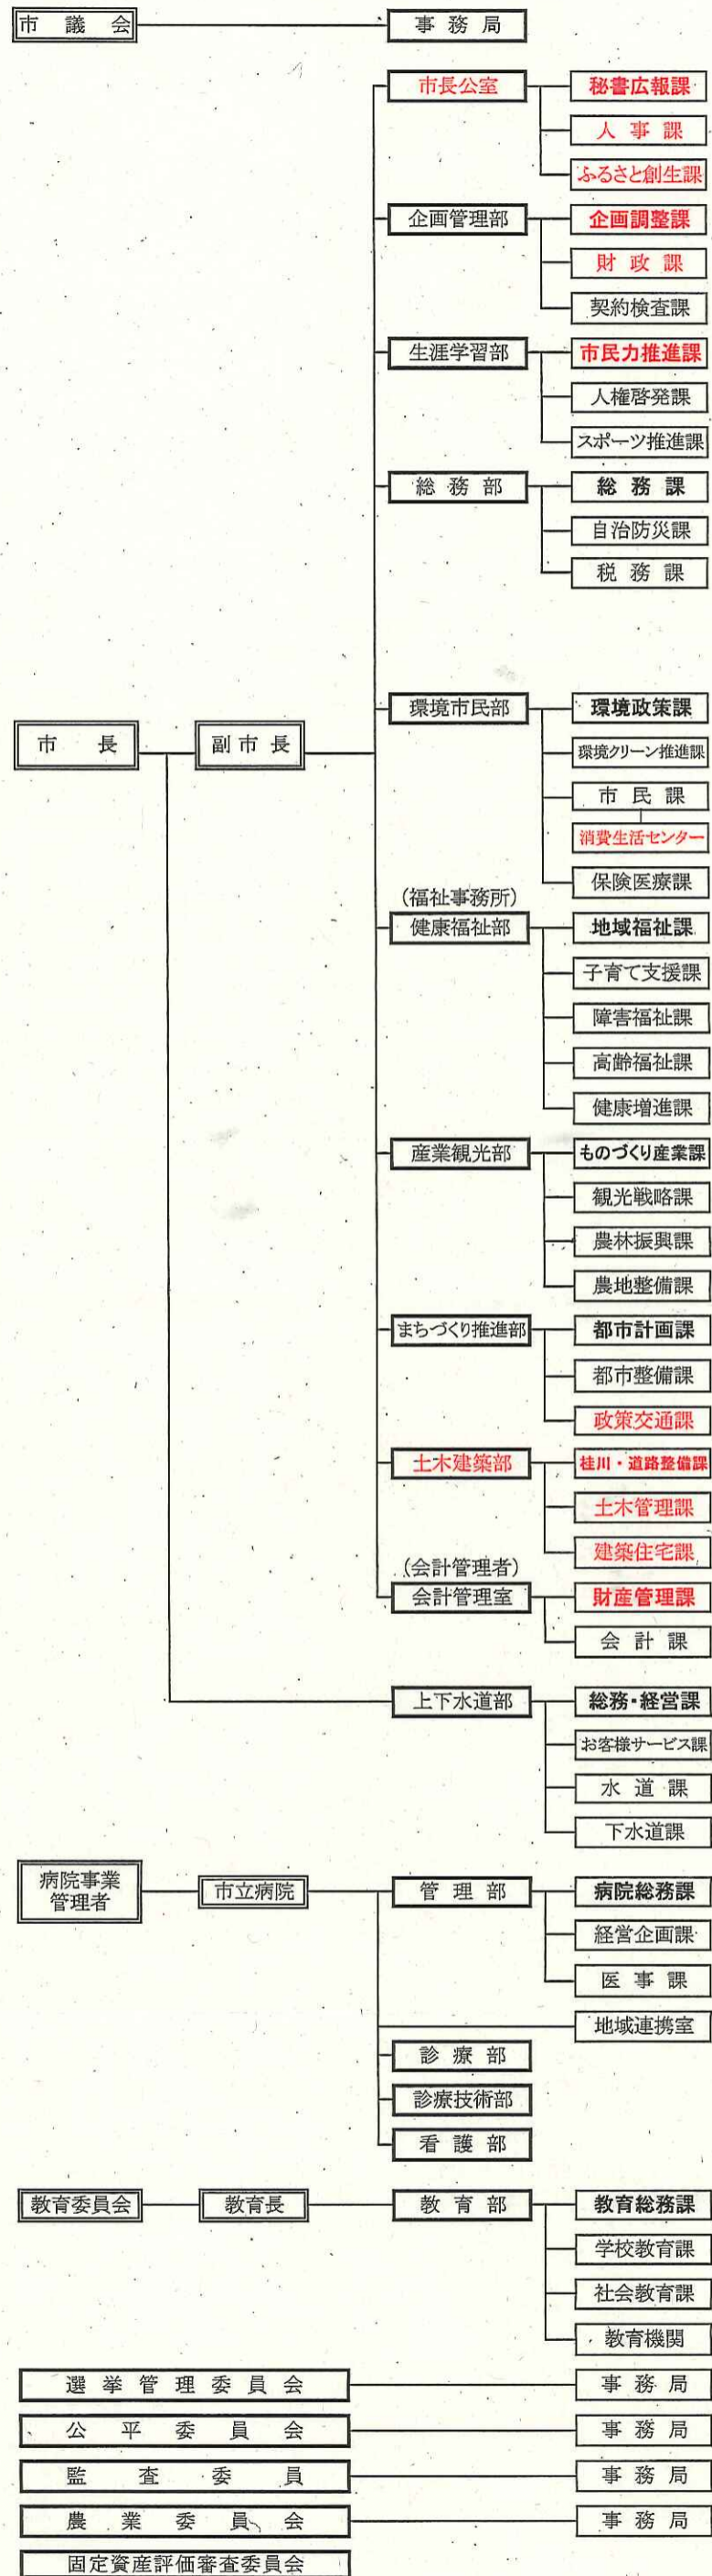 市議会
事務局
市長公室
秘書広報課
人事課
ふるさと創生課
企画管理部
企画調整課
財政課
契約検査課
生涯学習部
市民力推進課
人権啓発課
スポーツ推進課
総務部
総務課
自治防災課
税務課
市長
副市長
環境市民部
環境政策課
環境クリーン推進課
市民課
消費生活センター
保険医療課
(福祉事務所)
健康福祉部
地域福祉課
子育て支援課
障害福祉課
高齢福祉課
健康増進課
産業観光部
ものづくり産業課
観光戦略課
農林振興課
農地整備課
まちづくり推進部
都市計画課
都市整備課
政策交通課
土木建築部
桂川・道路整備課
土木管理課
建築住宅課
(会計管理者)
会計管理室
財産管理課
会計課
上下水道部
総務・経営課
お客様サービス課
水道課
下水道課
病院事業
管理者
市立病院
管理部
病院総務課
経営企画課
医事課
地域連携室
診療部
診療技術部
看護部
教育委員会
教育長
教育部
教育総務課
学校教育課
社会教育課
教育機関
選挙管理委員会
事務局
公平委員会
事務局
監査委員
事務局
農業委員会
事務局
固定資産評価審査委員会